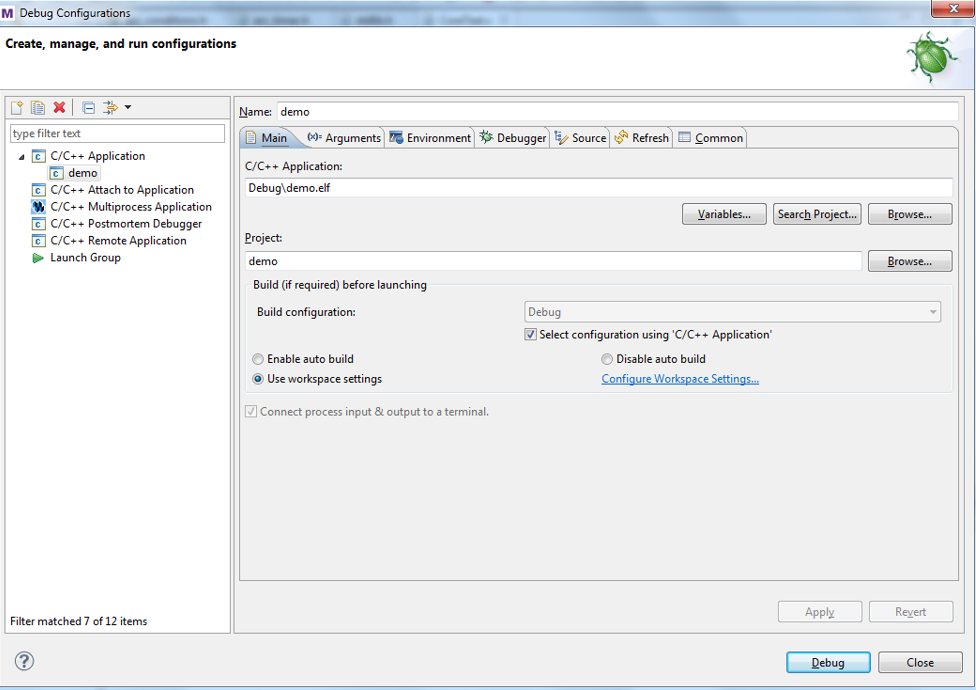 M Debug Configurations
Create, manage, and run configurations
type filter text
C/C++ Application
demo
C/C++ Attach to Application
C/C++ Multiprocess Application
C/C++ Postmortem Debugger
C/C++ Remote Application
Launch Group
Filter matched 7 of 12 items
Name: demo
Main (x)= Arguments Environment Debugger Source Refresh Common
C/C++ Application:
Debug\demo.elf
Variables... Search Project... Browse...
Project:
demo Browse...
Build (if required) before launching
Build configuration: Debug
Select configuration using 'C/C++ Application'
Enable auto build Disable auto build
Use workspace settings Configure Workspace Settings...
Connect process input & output to a terminal.
Apply Revert
? Debug Close